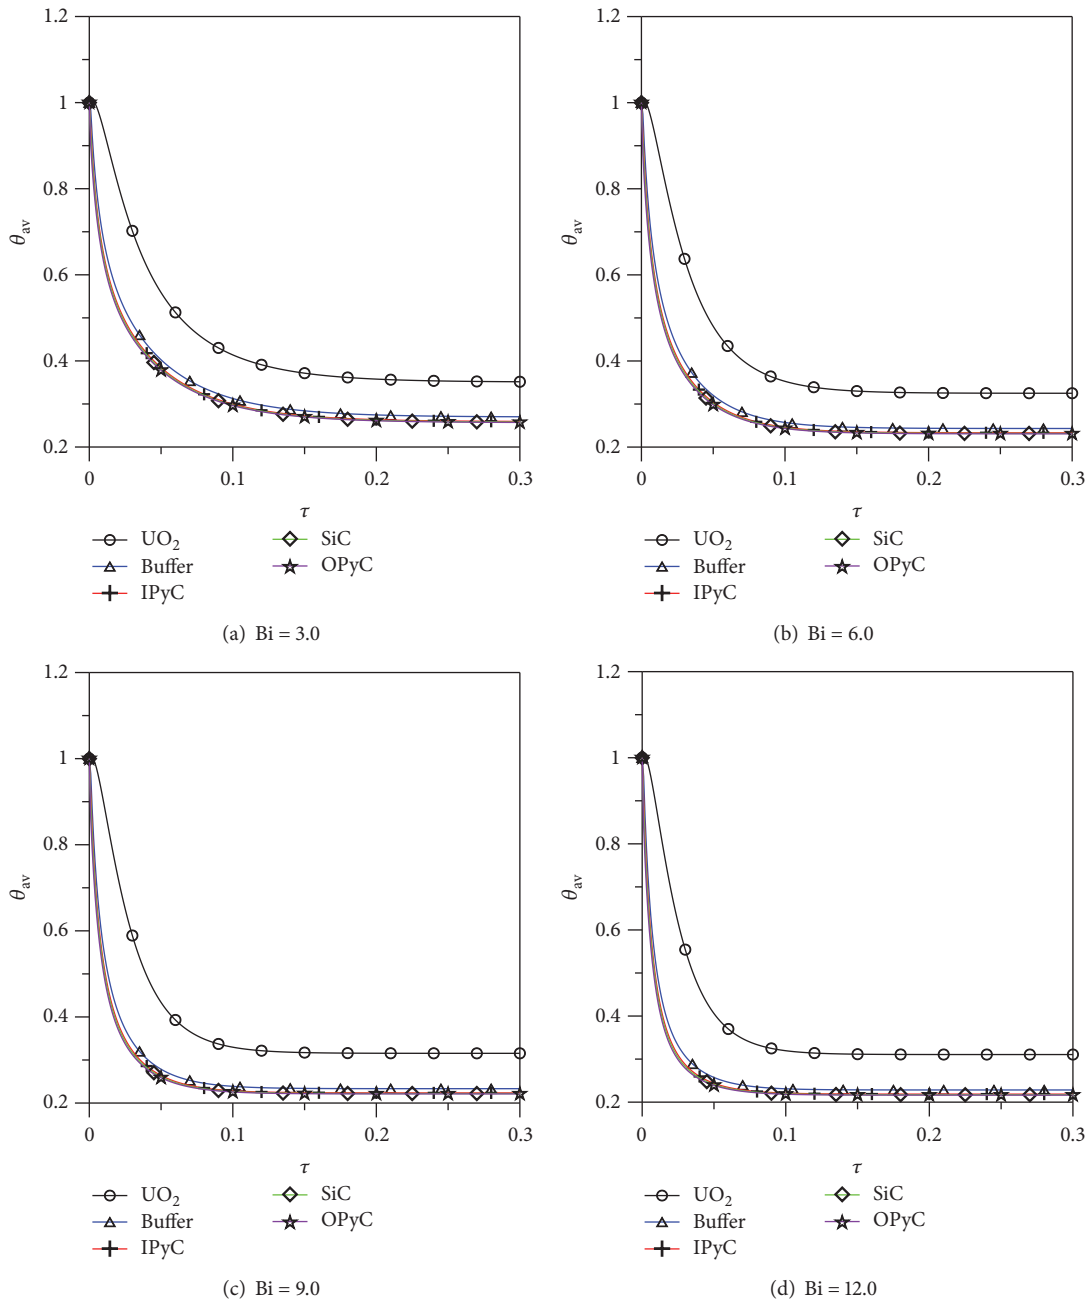 1.2
1
0.8
0.6
0.4
0.2
θav
0 0.1 0.2 0.3
τ
UO2 SiC
Buffer OPyC
IPyC
(a) Bi = 3.0
1.2
1
0.8
0.6
0.4
0.2
θav
0 0.1 0.2 0.3
τ
UO2 SiC
Buffer OPyC
IPyC
(b) Bi = 6.0
1.2
1
0.8
0.6
0.4
0.2
θav
0 0.1 0.2 0.3
τ
UO2 SiC
Buffer OPyC
IPyC
(c) Bi = 9.0
1.2
1
0.8
0.6
0.4
0.2
θav
0 0.1 0.2 0.3
τ
UO2 SiC
Buffer OPyC
IPyC
(d) Bi = 12.0